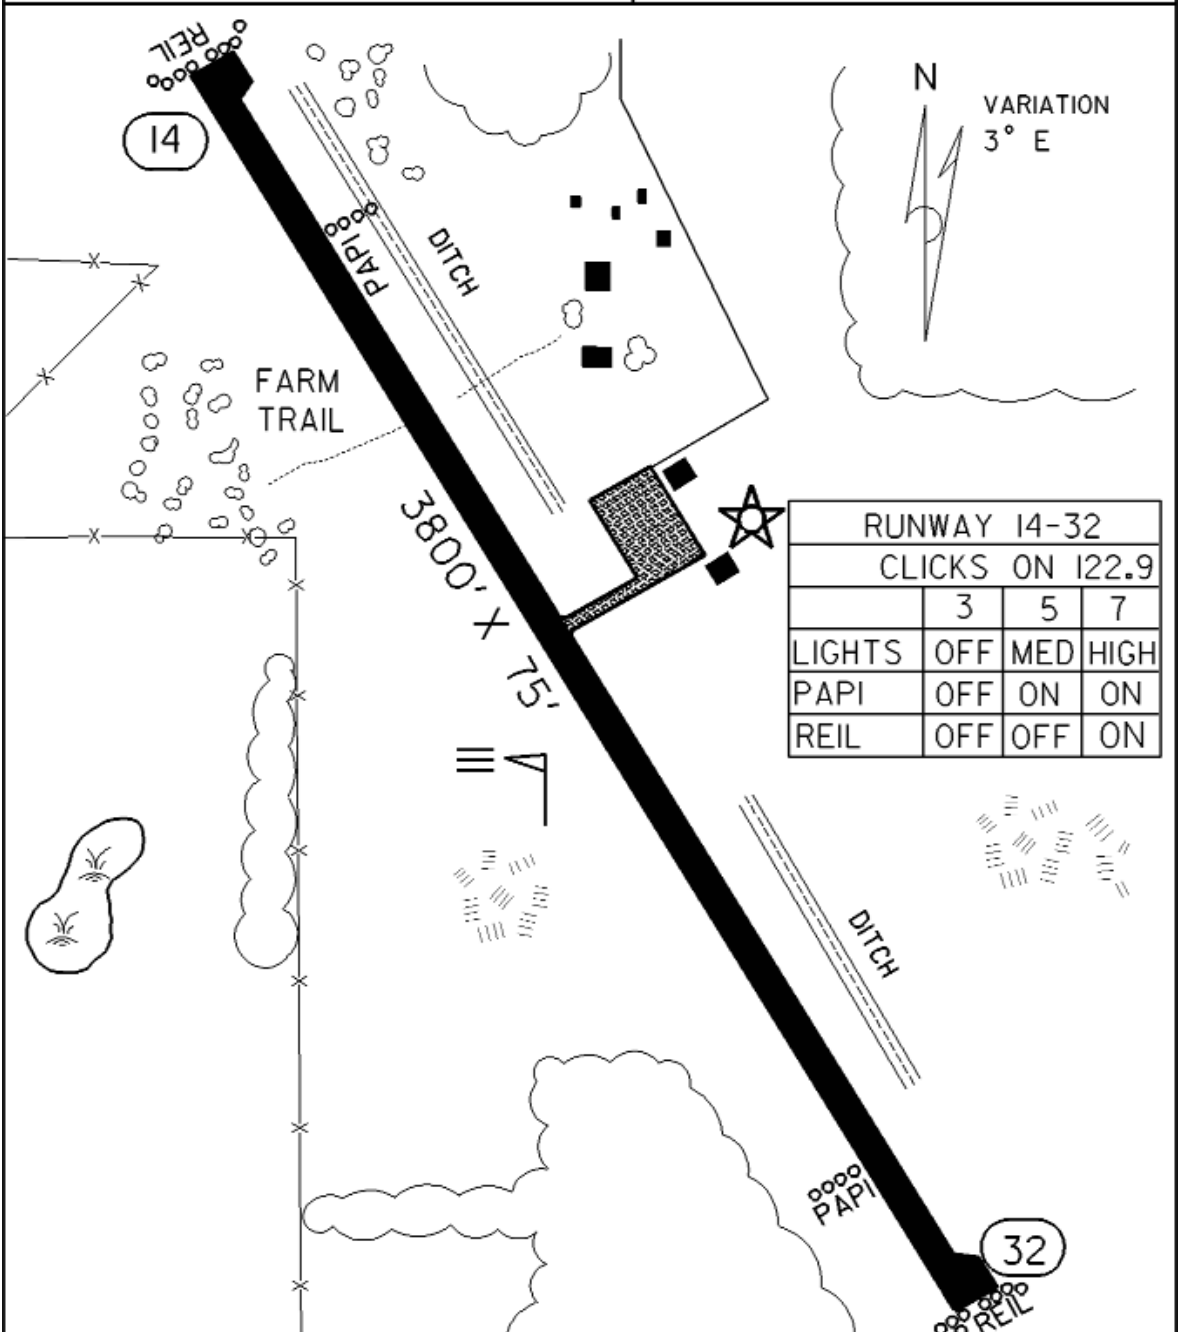 REIL
14
N
VARIATION
3° E
PAPI
DITCH
FARM
TRAIL
3800' X 75'
RUNWAY 14-32
CLICKS ON 122.9
3 5 7
LIGHTS OFF MED HIGH
PAPI OFF ON ON
REIL OFF OFF ON
DITCH
PAPI
32
REIL